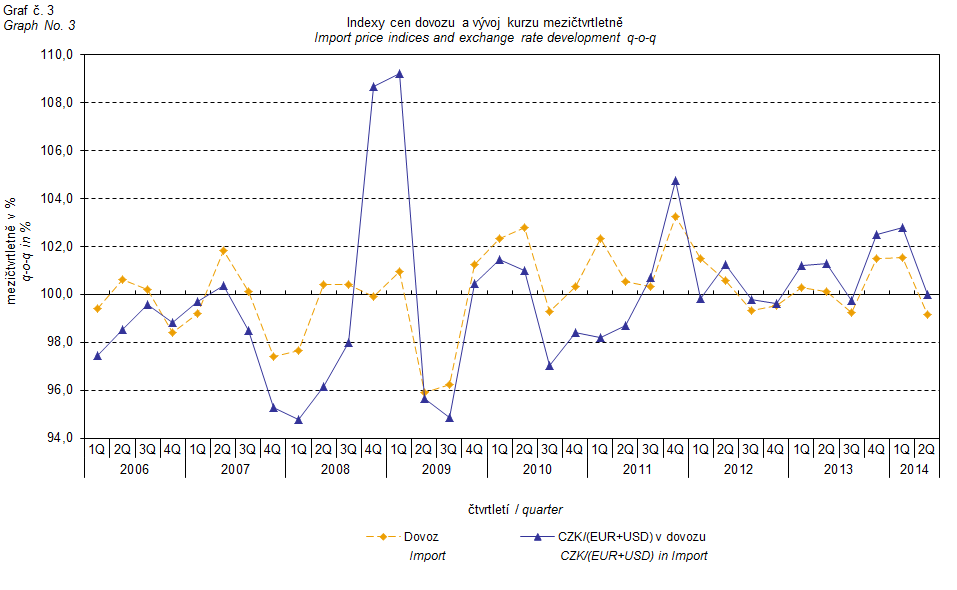 Graf č. 3
Graph No. 3
Indexy cen dovozu a vývoj kurzu mezičtvrtletně
Import price indices and exchange rate development q-o-q
mezičtvrtletně v %
q-o-q in %
110,0
108,0
106,0
104,0
102,0
100,0
98,0
96,0
94,0
1Q 2Q 3Q 4Q 1Q 2Q 3Q 4Q 1Q 2Q 3Q 4Q 1Q 2Q 3Q 4Q 1Q 2Q 3Q 4Q 1Q 2Q 3Q 4Q 1Q 2Q 3Q 4Q 1Q 2Q 3Q 4Q 1Q 2Q
2006 2007 2008 2009 2010 2011 2012 2013 2014
čtvrtletí / quarter
Dovoz CZK/(EUR+USD) v dovozu
Import CZK/(EUR+USD) in Import